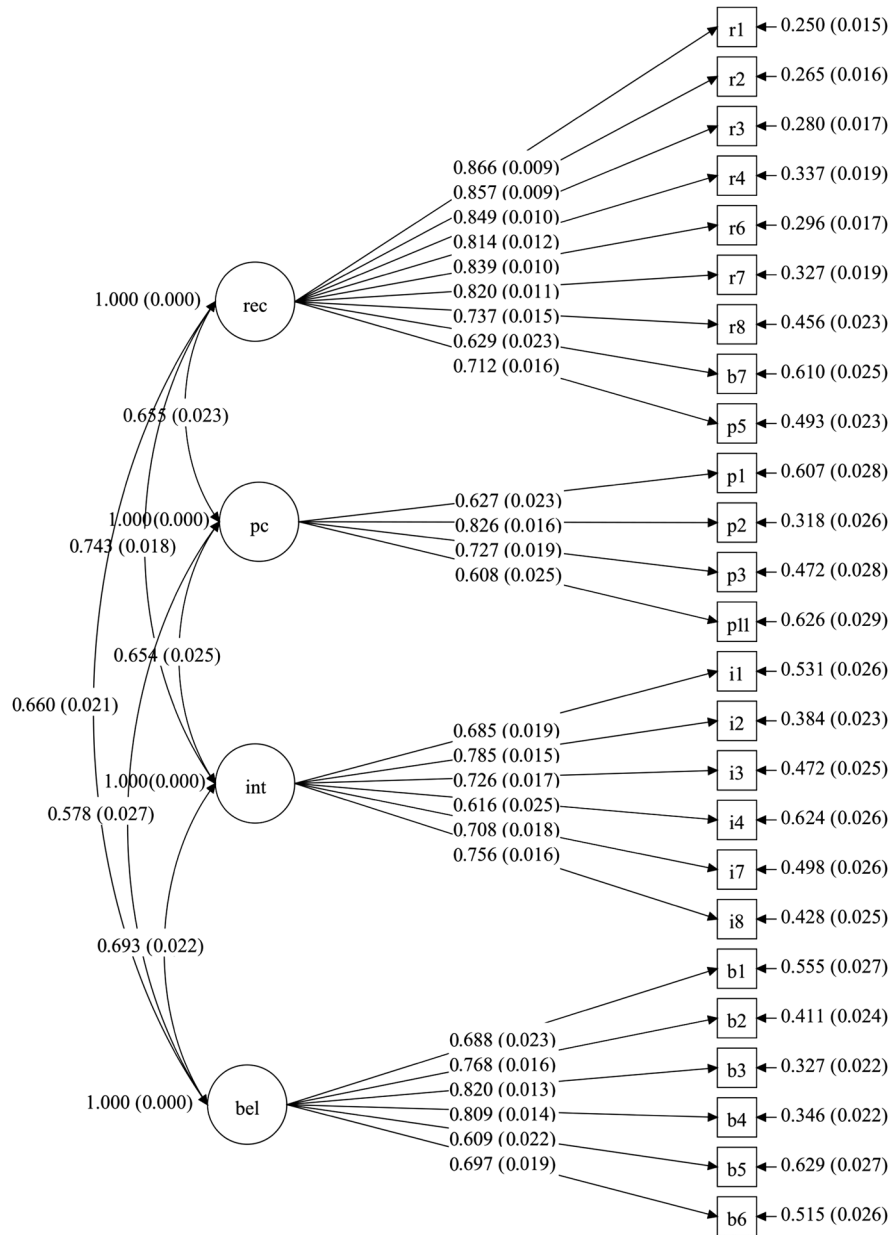 r1 0.250 (0.015)
r2 0.265 (0.016)
r3 0.280 (0.017)
0.866 (0.009)
r4 0.337 (0.019)
0.857 (0.009)
0.849 (0.010)
r6 0.296 (0.017)
0.814 (0.012)
0.839 (0.010)
r7 0.327 (0.019)
0.820 (0.011)
1.000 (0.000) rec
0.737 (0.015)
r8 0.456 (0.023)
0.629 (0.023)
0.712 (0.016)
b7 0.610 (0.025)
0.655 (0.023)
p5 0.493 (0.023)
p1 0.607 (0.028)
0.627 (0.023)
1.000(0.000) pc
0.826 (0.016)
p2 0.318 (0.026)
0.743 (0.018)
0.727 (0.019)
p3 0.472 (0.028)
0.608 (0.025)
p11 0.626 (0.029)
0.654 (0.025)
i1 0.531 (0.026)
0.660 (0.021)
i2 0.384 (0.023)
0.685 (0.019)
0.785 (0.015)
1.000(0.000) int
0.726 (0.017)
i3 0.472 (0.025)
0.616 (0.025)
0.578 (0.027)
i4 0.624 (0.026)
0.708 (0.018)
0.756 (0.016)
i7 0.498 (0.026)
i8 0.428 (0.025)
0.693 (0.022)
b1 0.555 (0.027)
b2 0.411 (0.024)
0.688 (0.023)
0.768 (0.016)
b3 0.327 (0.022)
0.820 (0.013)
1.000 (0.000) bel
0.809 (0.014)
b4 0.346 (0.022)
0.609 (0.022)
0.697 (0.019)
b5 0.629 (0.027)
b6 0.515 (0.026)